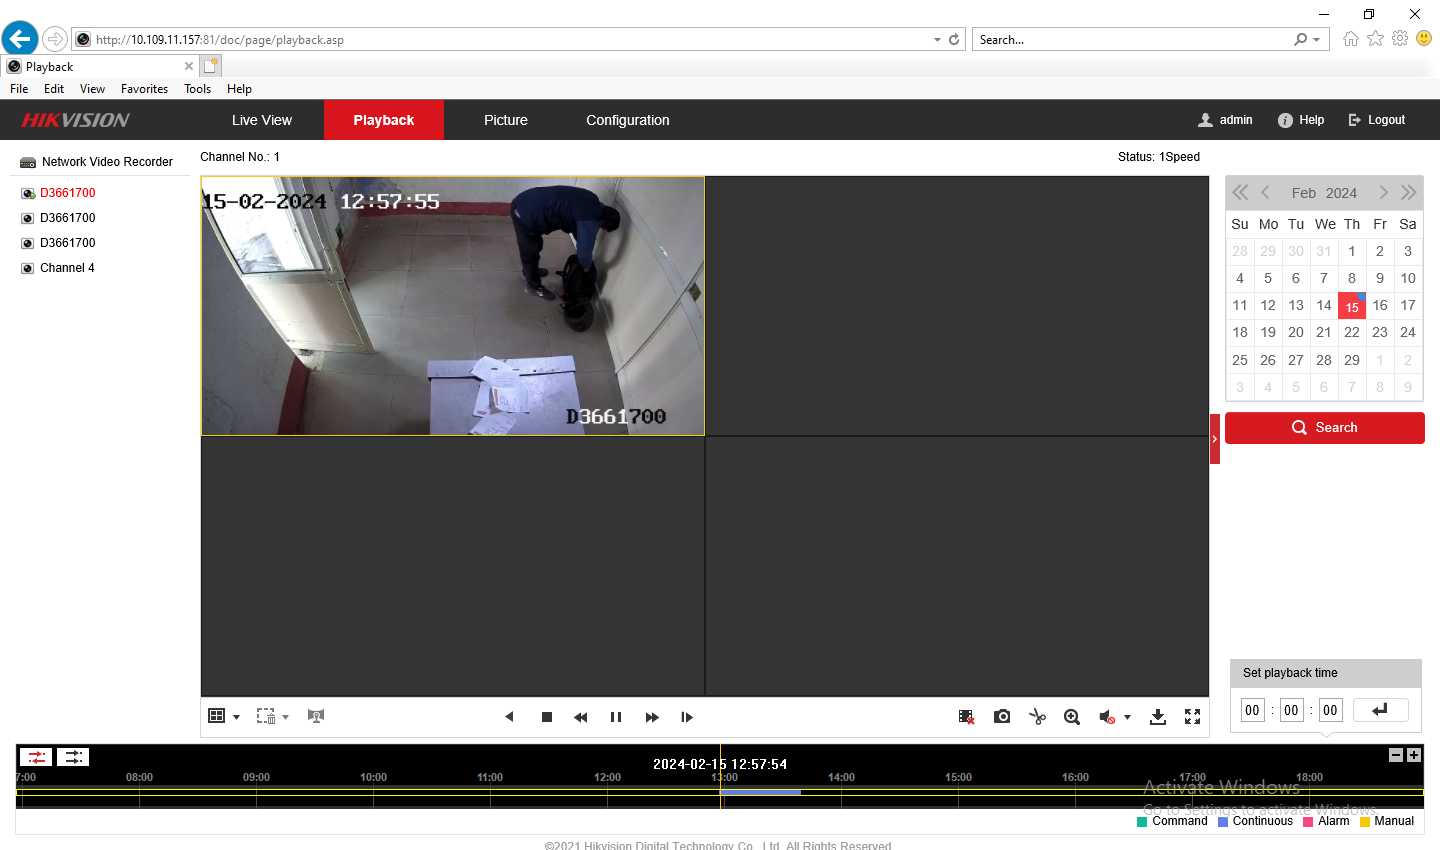 http://10.109.11.157:81/doc/page/playback.asp
Search...
Playback
File Edit View Favorites Tools Help
HIKVISION
Live View Playback Picture Configuration
admin Help Logout
Network Video Recorder
D3661700
D3661700
D3661700
Channel 4
Channel No.: 1
Status: 1Speed
15-02-2024 12:57:55
D3661700
Feb 2024
Su Mo Tu We Th Fr Sa
28 29 30 31 1 2 3
4 5 6 7 8 9 10
11 12 13 14 15 16 17
18 19 20 21 22 23 24
25 26 27 28 29 1 2
3 4 5 6 7 8 9
Search
Set playback time
00 : 00 : 00
2024-02-15 12:57:54
7:00 08:00 09:00 10:00 11:00 12:00 13:00 14:00 15:00 16:00 17:00 18:00
Activate Windows
Go to Settings to activate Windows.
Command Continuous Alarm Manual
©2021 Hikvision Digital Technology Co., Ltd. All Rights Reserved.